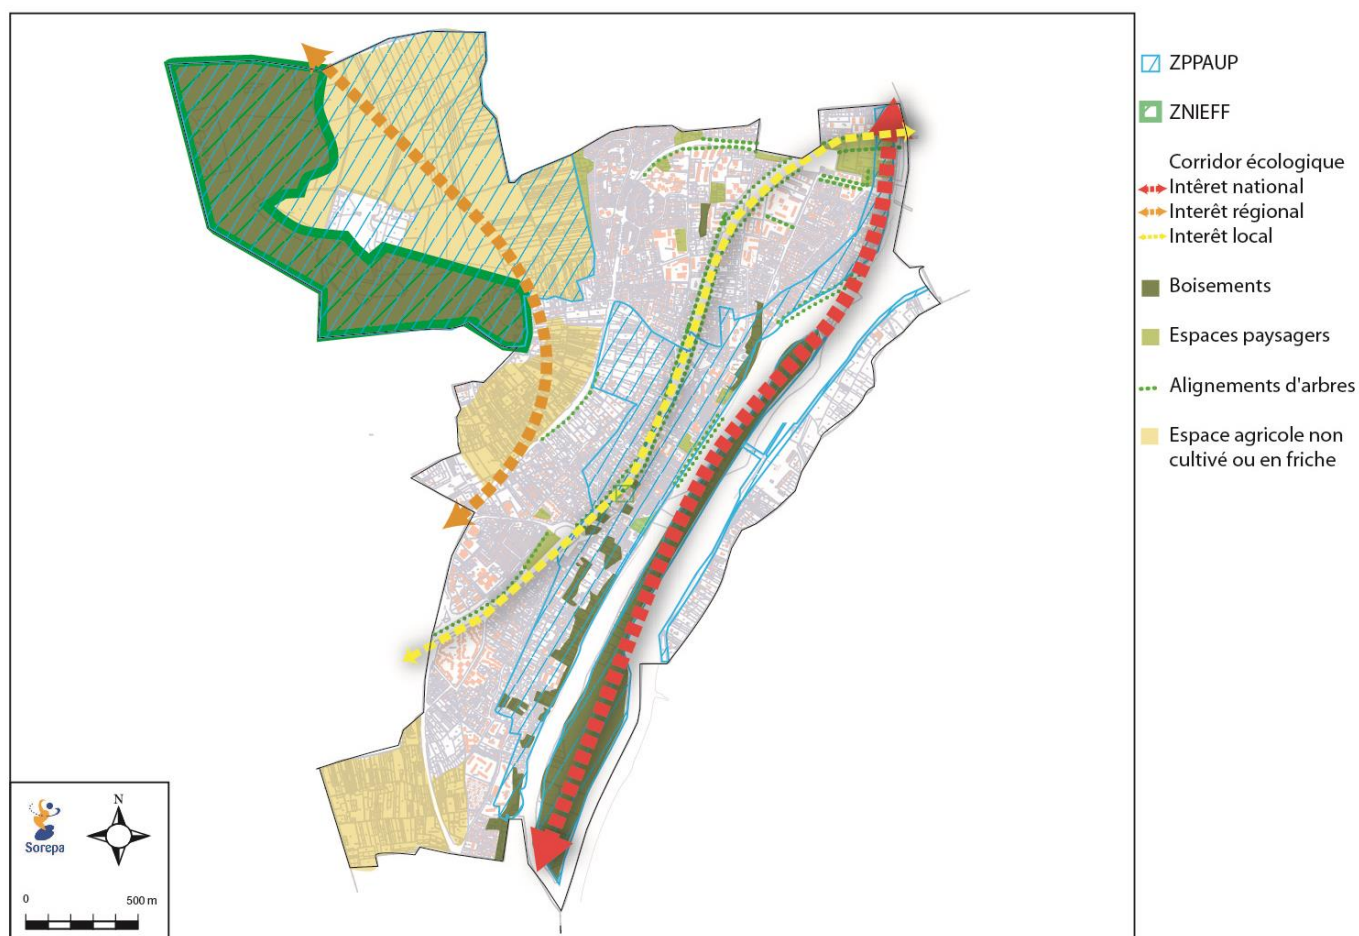 ZPPAUP
ZNIEFF
Corridor écologique
Intêret national
Interêt régional
Interêt local
Boisements
Espaces paysagers
Alignements d'arbres
Espace agricole non
cultivé ou en friche
N
Sorepa
0
500 m